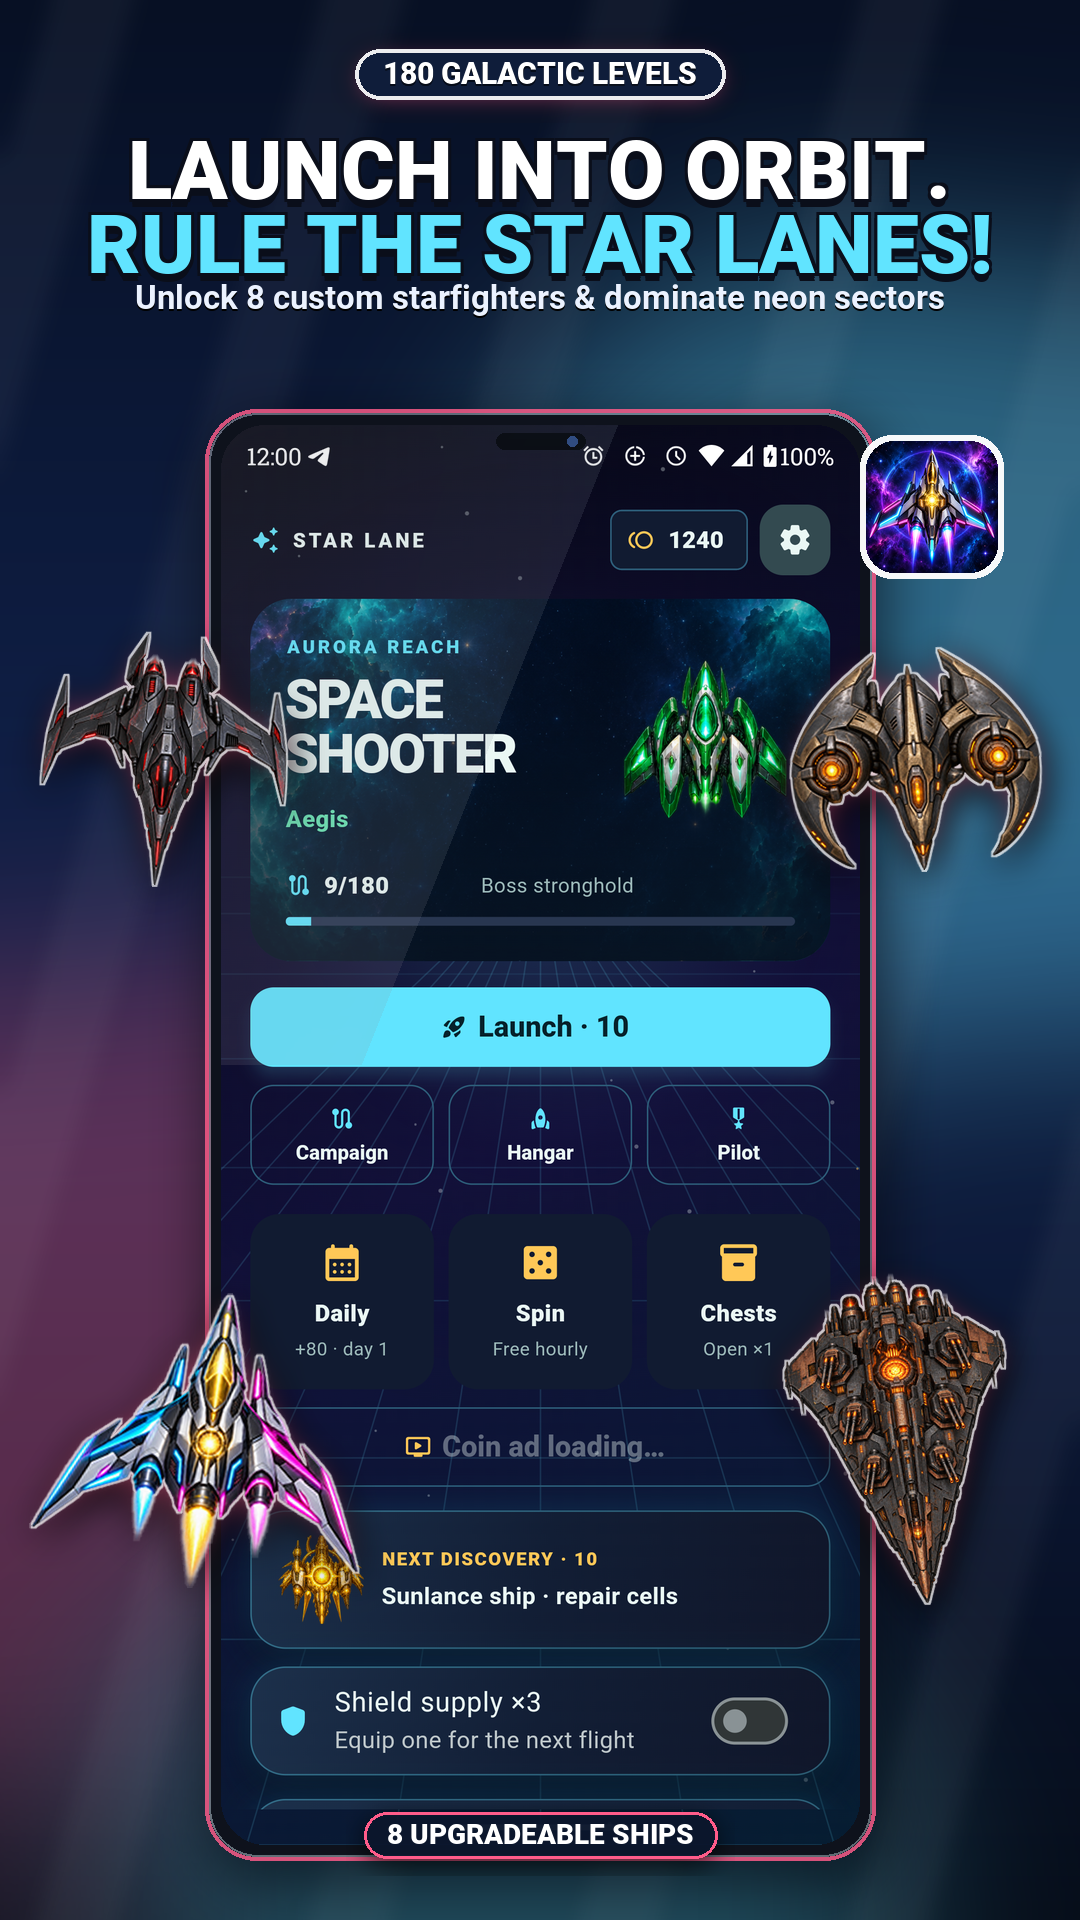 180 GALACTIC LEVELS
LAUNCH INTO ORBIT.
RULE THE STAR LANES!
Unlock 8 custom starfighters & dominate neon sectors
12:00
100%
STAR LANE
1240
AURORA REACH
SPACE
SHOOTER
Aegis
9/180
Boss stronghold
Launch · 10
Campaign
Hangar
Pilot
Daily
Spin
Chests
+80 · day 1
Free hourly
Open ×1
Coin ad loading...
NEXT DISCOVERY · 10
Sunlance ship · repair cells
Shield supply ×3
Equip one for the next flight
8 UPGRADEABLE SHIPS